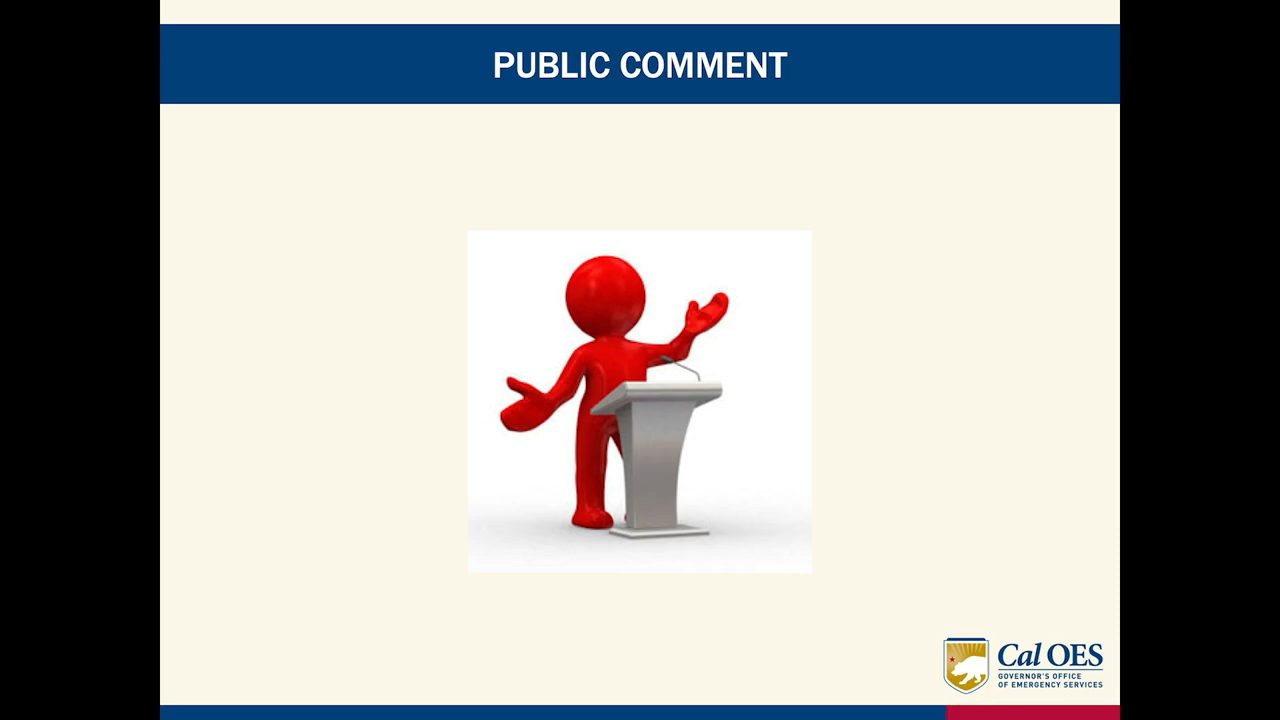 PUBLIC COMMENT
Cal OES
GOVERNOR'S OFFICE
OF EMERGENCY SERVICES